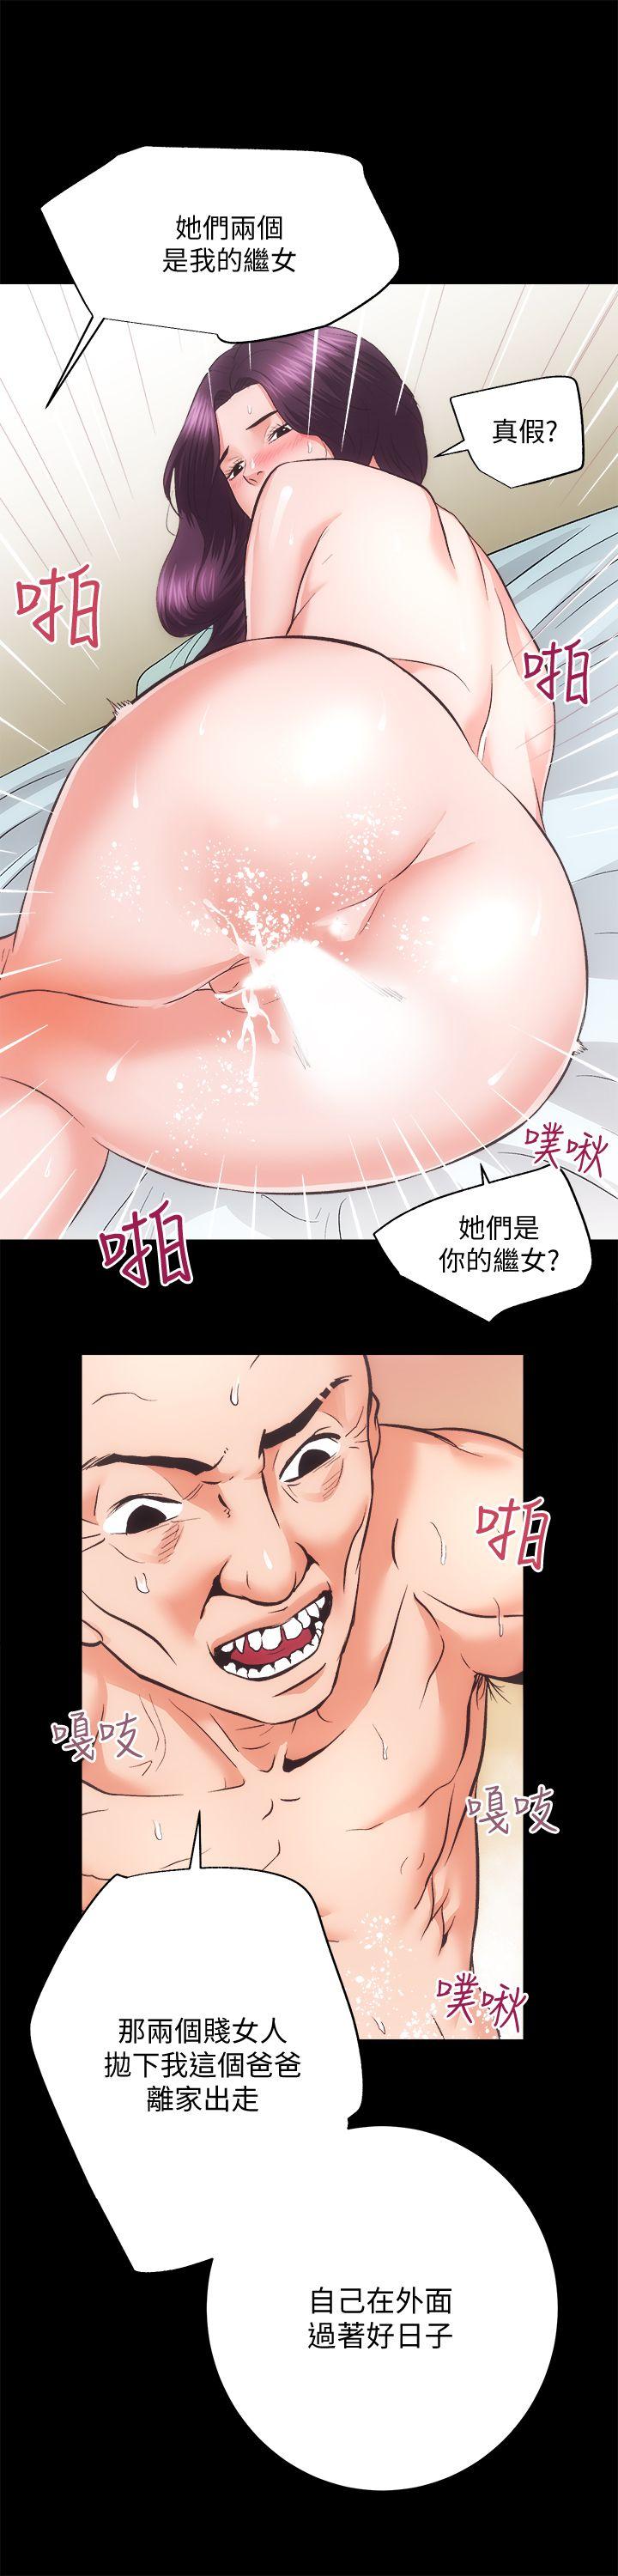 她們兩個
是我的繼女
真假?
啪
啪
噗啾
啪
她們是
你的繼女?
啪
嘎吱
嘎吱
噗啾
那兩個賤女人
拋下我這個爸爸
離家出走
自己在外面
過著好日子